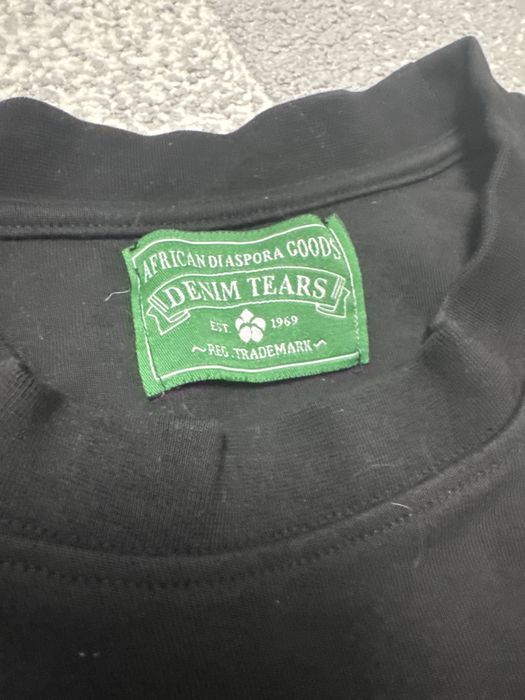 AFRICAN DIASPORA GOODS
DENIM TEARS
EST. 1969
~REG. TRADEMARK~